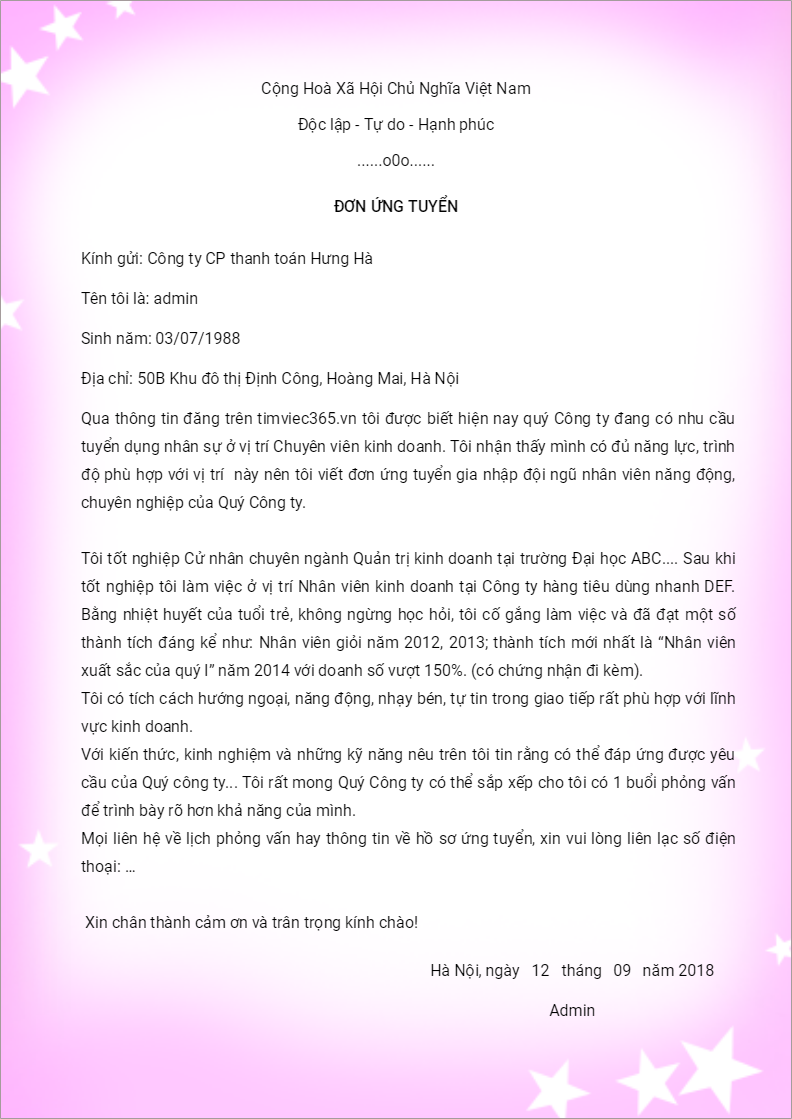 Cộng Hoà Xã Hội Chủ Nghĩa Việt Nam
Độc lập - Tự do - Hạnh phúc
......o0o......
ĐƠN ỨNG TUYỂN
Kính gửi: Công ty CP thanh toán Hưng Hà
Tên tôi là: admin
Sinh năm: 03/07/1988
Địa chỉ: 50B Khu đô thị Định Công, Hoàng Mai, Hà Nội
Qua thông tin đăng trên timviec365.vn tôi được biết hiện nay quý Công ty đang có nhu cầu
tuyển dụng nhân sự ở vị trí Chuyên viên kinh doanh. Tôi nhận thấy mình có đủ năng lực, trình
độ phù hợp với vị trí  này nên tôi viết đơn ứng tuyển gia nhập đội ngũ nhân viên năng động,
chuyên nghiệp của Quý Công ty.
Tôi tốt nghiệp Cử nhân chuyên ngành Quản trị kinh doanh tại trường Đại học ABC.... Sau khi
tốt nghiệp tôi làm việc ở vị trí Nhân viên kinh doanh tại Công ty hàng tiêu dùng nhanh DEF.
Bằng nhiệt huyết của tuổi trẻ, không ngừng học hỏi, tôi cố gắng làm việc và đã đạt một số
thành tích đáng kể như: Nhân viên giỏi năm 2012, 2013; thành tích mới nhất là “Nhân viên
xuất sắc của quý I” năm 2014 với doanh số vượt 150%. (có chứng nhận đi kèm).
Tôi có tích cách hướng ngoại, năng động, nhạy bén, tự tin trong giao tiếp rất phù hợp với lĩnh
vực kinh doanh.
Với kiến thức, kinh nghiệm và những kỹ năng nêu trên tôi tin rằng có thể đáp ứng được yêu
cầu của Quý công ty... Tôi rất mong Quý Công ty có thể sắp xếp cho tôi có 1 buổi phỏng vấn
để trình bày rõ hơn khả năng của mình.
Mọi liên hệ về lịch phỏng vấn hay thông tin về hồ sơ ứng tuyển, xin vui lòng liên lạc số điện
thoại: …
Xin chân thành cảm ơn và trân trọng kính chào!
Hà Nội, ngày 12 tháng 09 năm 2018
Admin